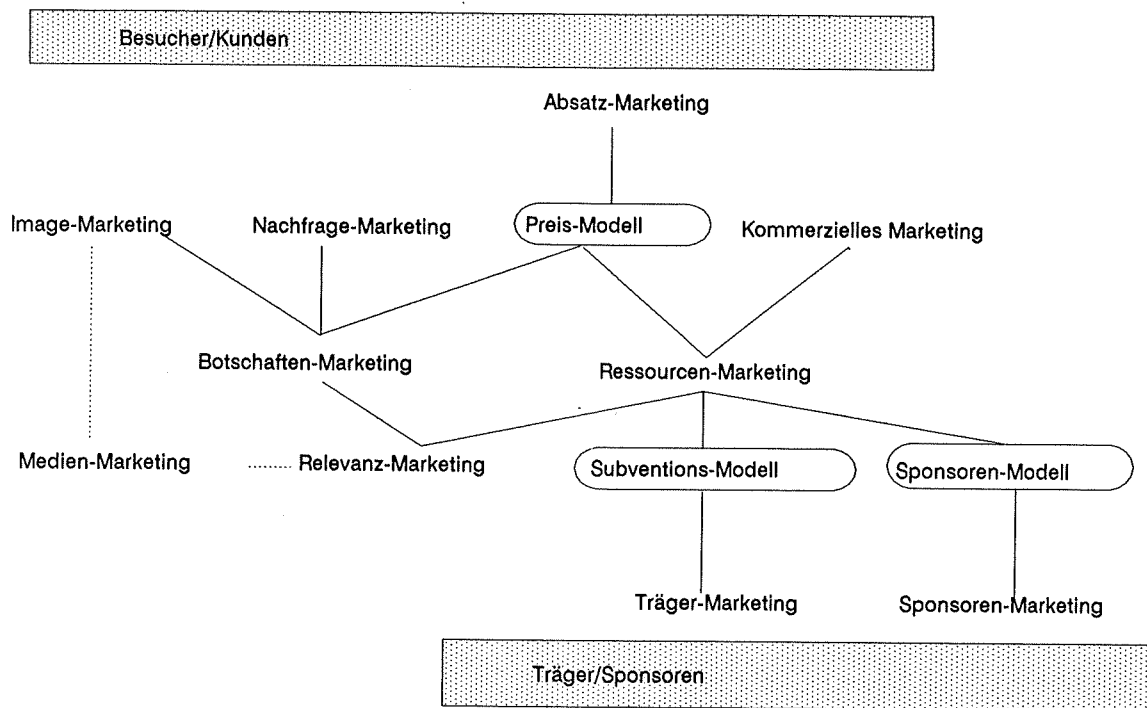 Besucher/Kunden
Absatz-Marketing
Image-Marketing
Nachfrage-Marketing
Preis-Modell
Kommerzielles Marketing
Botschaften-Marketing
Ressourcen-Marketing
Medien-Marketing
Relevanz-Marketing
Subventions-Modell
Sponsoren-Modell
Träger-Marketing
Sponsoren-Marketing
Träger/Sponsoren